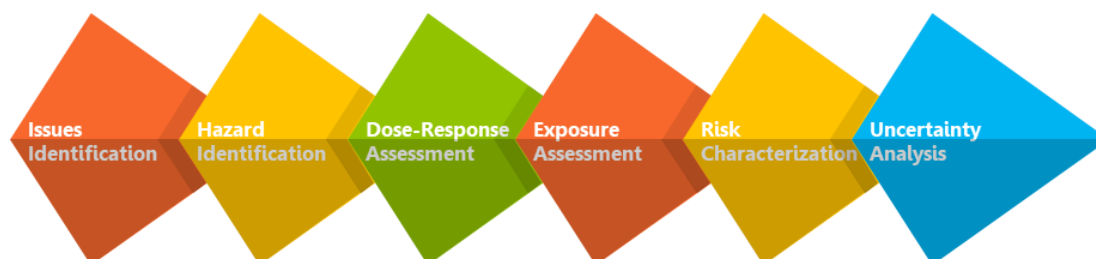 Issues
Identification
Hazard
Identification
Dose-Response
Assessment
Exposure
Assessment
Risk
Characterization
Uncertainty
Analysis